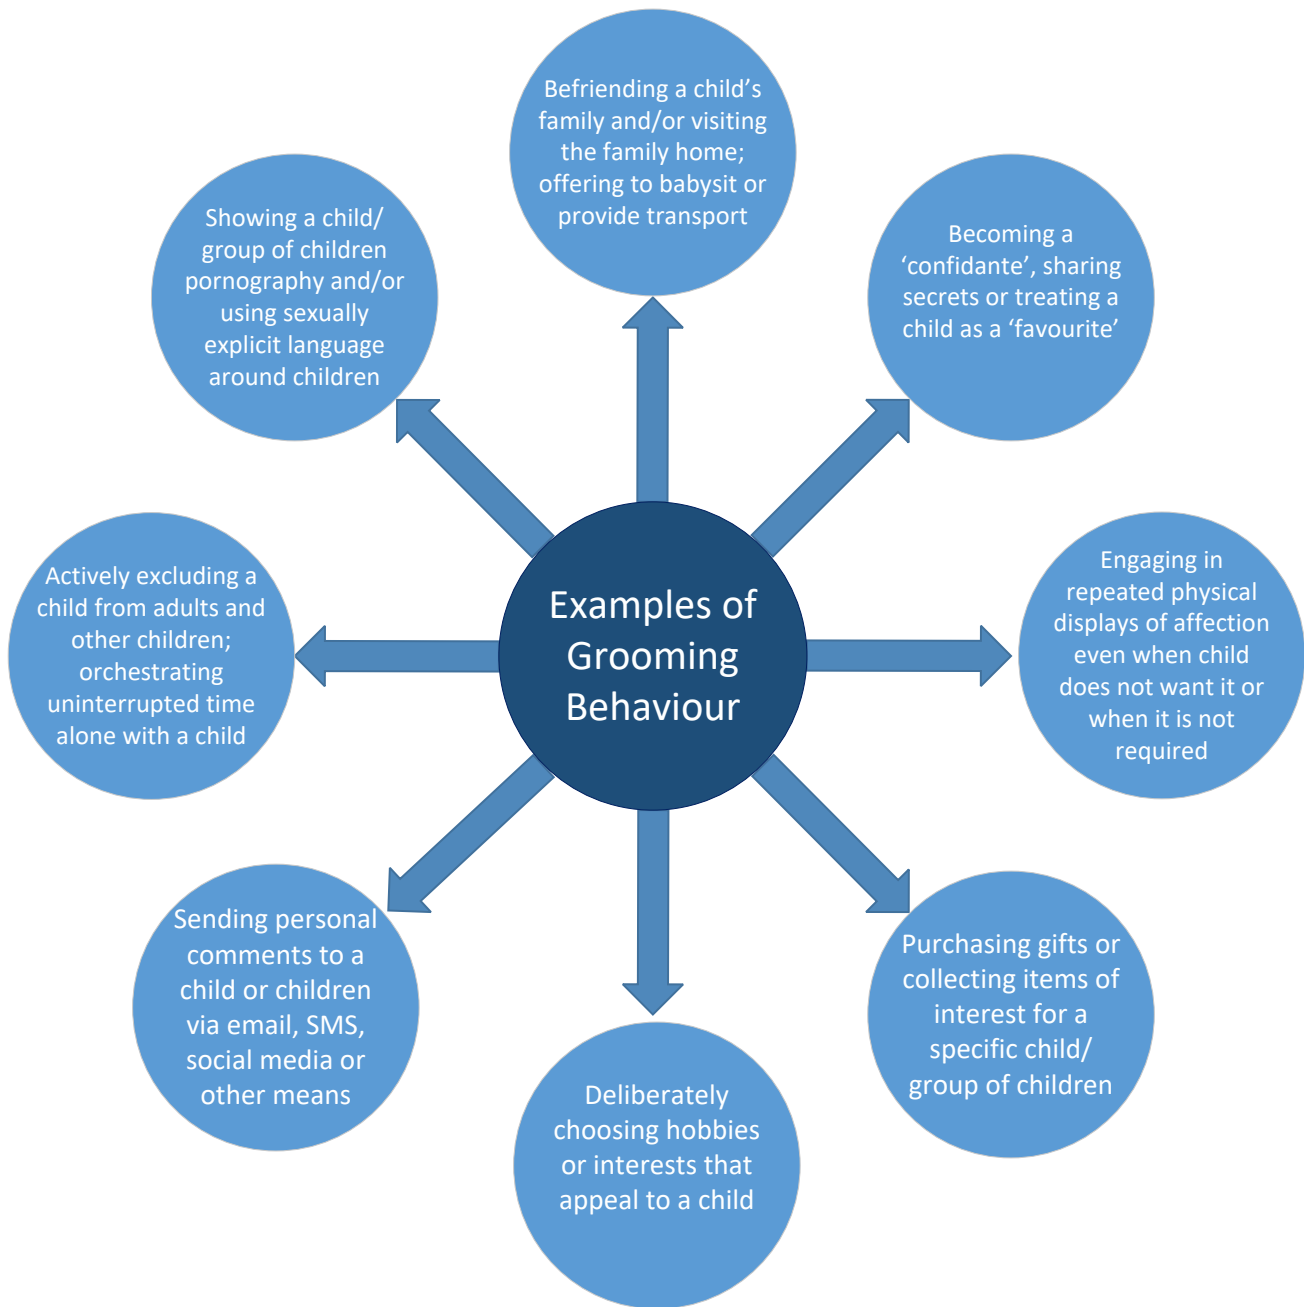 Befriending a child’s
family and/or visiting
the family home;
offering to babysit or
provide transport
Becoming a
‘confidante’, sharing
secrets or treating a
child as a ‘favourite’
Engaging in
repeated physical
displays of affection
even when child
does not want it or
when it is not
required
Purchasing gifts or
collecting items of
interest for a
specific child/
group of children
Deliberately
choosing hobbies
or interests that
appeal to a child
Sending personal
comments to a
child or children
via email, SMS,
social media or
other means
Actively excluding a
child from adults and
other children;
orchestrating
uninterrupted time
alone with a child
Showing a child/
group of children
pornography and/or
using sexually
explicit language
around children
Examples of
Grooming
Behaviour